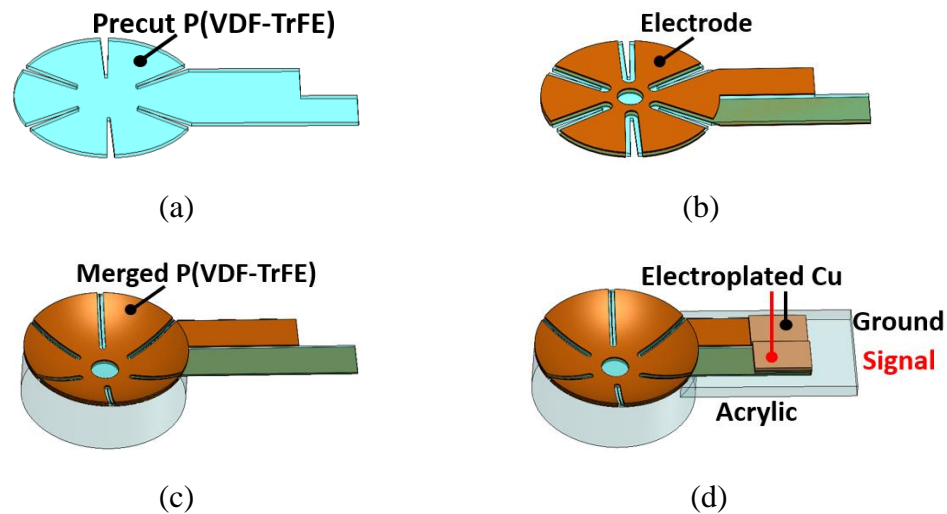 Precut P(VDF-TrFE)
Electrode
(a)
(b)
Merged P(VDF-TrFE)
Electroplated Cu
Ground
Signal
Acrylic
(c)
(d)